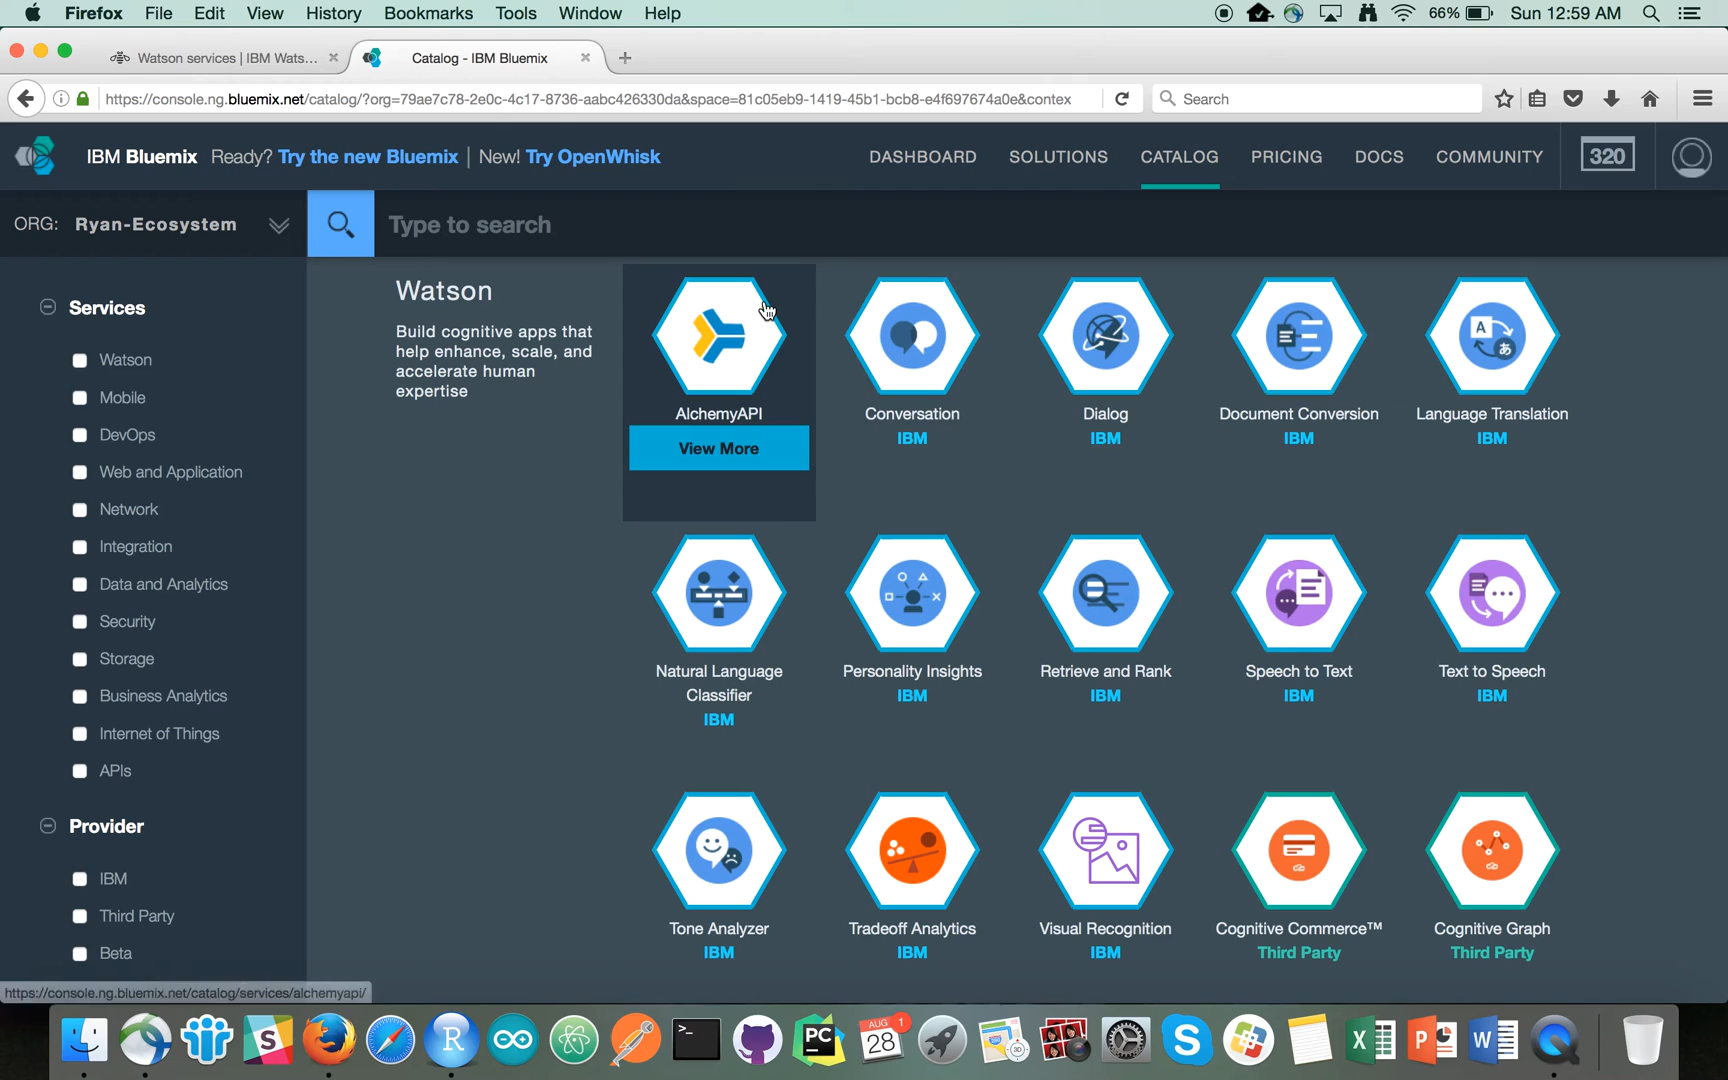 Firefox File Edit View History Bookmarks Tools Window Help 66% Sun 12:59 AM
Watson services | IBM Wats...
Catalog - IBM Bluemix
https://console.ng.bluemix.net/catalog/?org=79ae7c78-2e0c-4c17-8736-aabc426330da&space=81c05eb9-1419-45b1-bcb8-e4f697674a0e&contex
Search
IBM Bluemix Ready? Try the new Bluemix | New! Try OpenWhisk
DASHBOARD SOLUTIONS CATALOG PRICING DOCS COMMUNITY 320
ORG: Ryan-Ecosystem
Type to search
Services
Watson
Mobile
DevOps
Web and Application
Network
Integration
Data and Analytics
Security
Storage
Business Analytics
Internet of Things
APIs
Provider
IBM
Third Party
Beta
Watson
Build cognitive apps that
help enhance, scale, and
accelerate human
expertise
AlchemyAPI
View More
Conversation
IBM
Dialog
IBM
Document Conversion
IBM
A
あ
Language Translation
IBM
Natural Language
Classifier
IBM
Personality Insights
IBM
Retrieve and Rank
IBM
Speech to Text
IBM
Text to Speech
IBM
Tone Analyzer
IBM
Tradeoff Analytics
IBM
Visual Recognition
IBM
Cognitive Commerce™
Third Party
Cognitive Graph
Third Party
https://console.ng.bluemix.net/catalog/services/alchemyapi/
S
R
>_
PC
AUG
28
1
3D
S
X
P
W